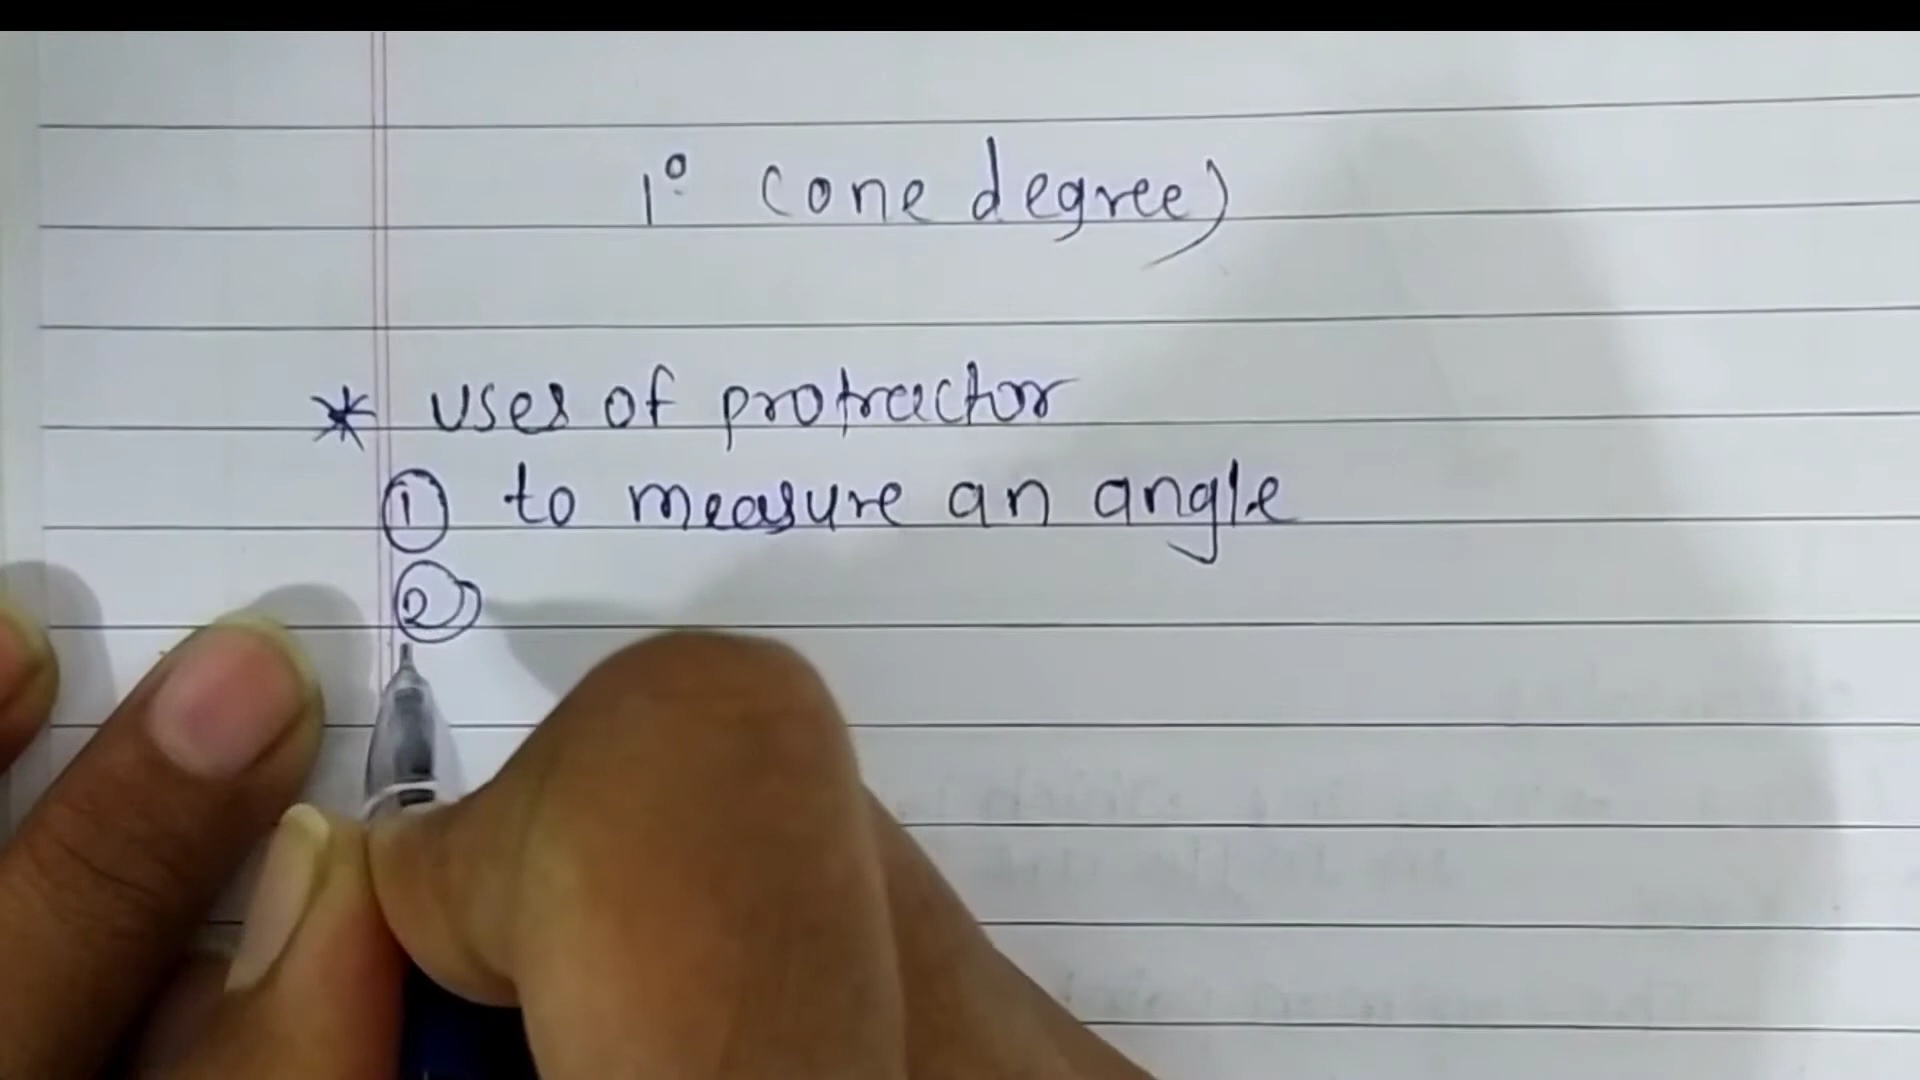 1° (one degree)
* uses of protractor
① to measure an angle
②